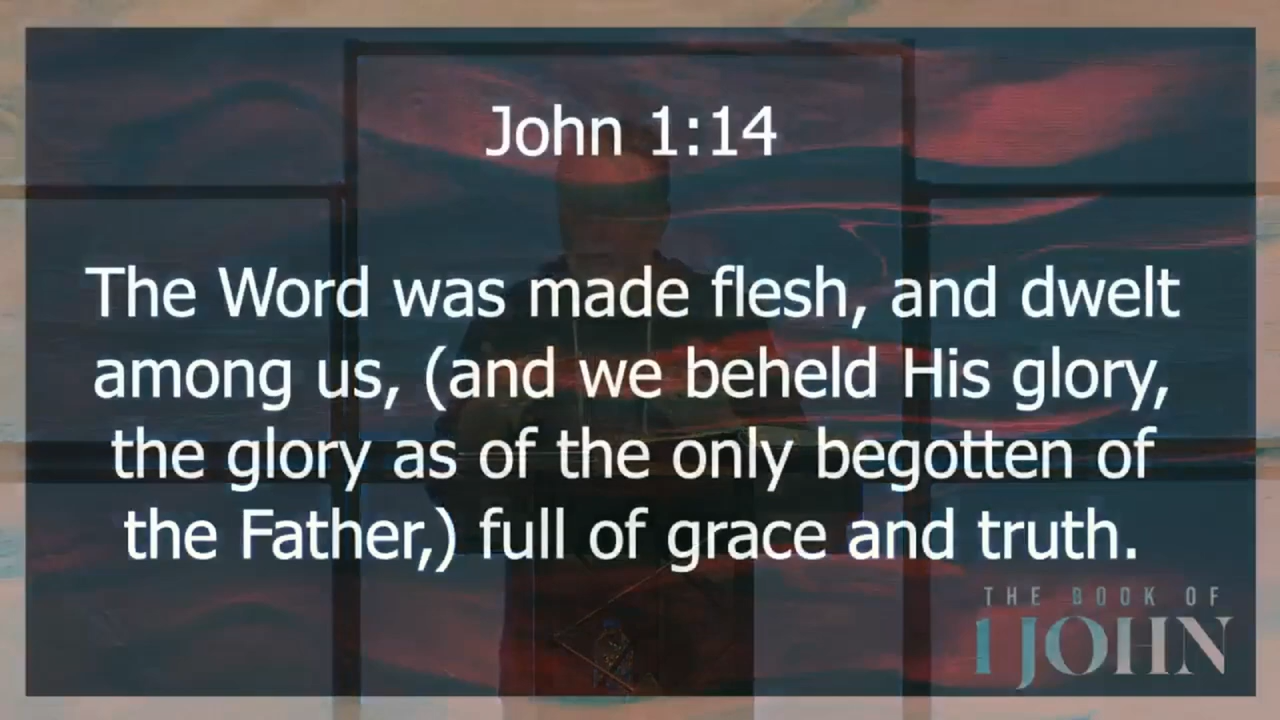 John 1:14
The Word was made flesh, and dwelt
among us, (and we beheld His glory,
the glory as of the only begotten of
the Father,) full of grace and truth.
THE BOOK OF
1 JOHN